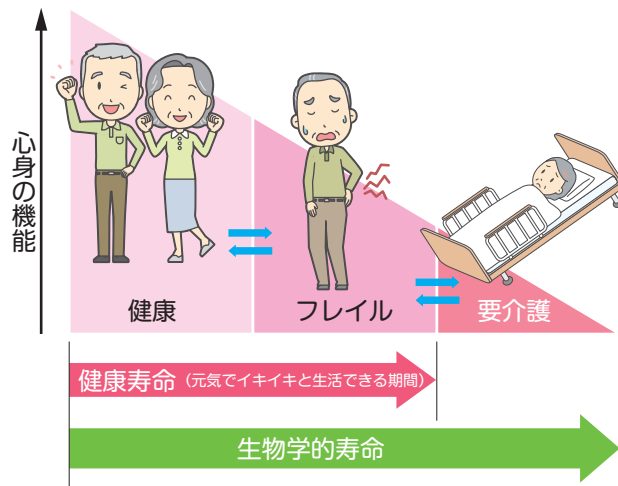 心身の機能
健康
フレイル
要介護
健康寿命（元気でイキイキと生活できる期間）
生物学的寿命